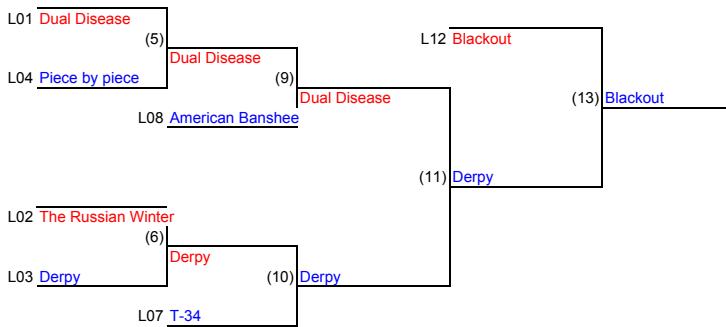 L01 Dual Disease
L12 Blackout
(5)
Dual Disease
L04 Piece by piece
(9)
Dual Disease
(13) Blackout
L08 American Banshee
(11) Derpy
L02 The Russian Winter
(6)
Derpy
L03 Derpy
(10) Derpy
L07 T-34